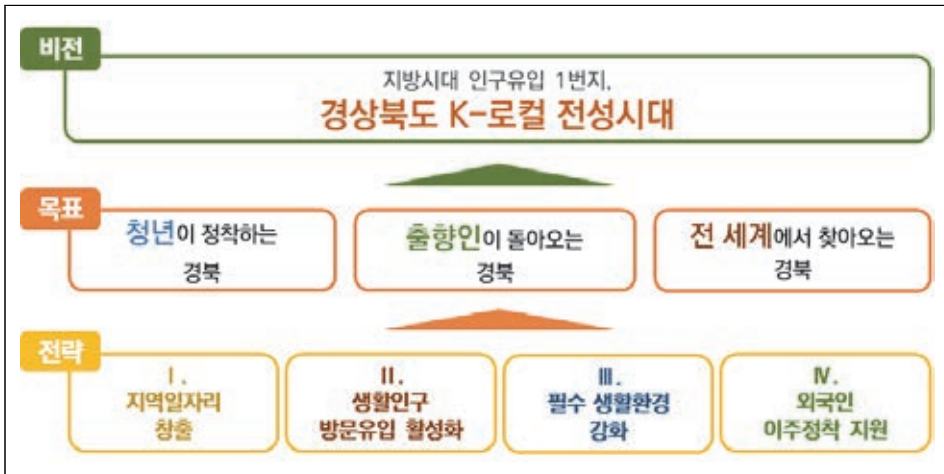 비전
지방시대 인구유입 1번지,
경상북도 K-로컬 전성시대
목표
청년이 정착하는
경북
출향인이 돌아오는
경북
전 세계에서 찾아오는
경북
전략
Ⅰ.
지역일자리
창출
Ⅱ.
생활인구
방문유입 활성화
Ⅲ.
필수 생활환경
강화
Ⅳ.
외국인
이주정착 지원